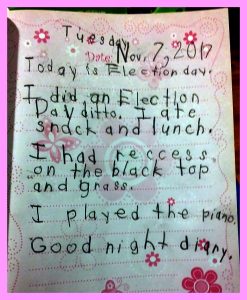 Tuesday
Date: Nov. 7, 2017
Today is Election day.
I did an Election
Day ditto. I ate
snack and lunch.
I had reccess
on the black top
and grass.
I played the piano.
Good night diary.